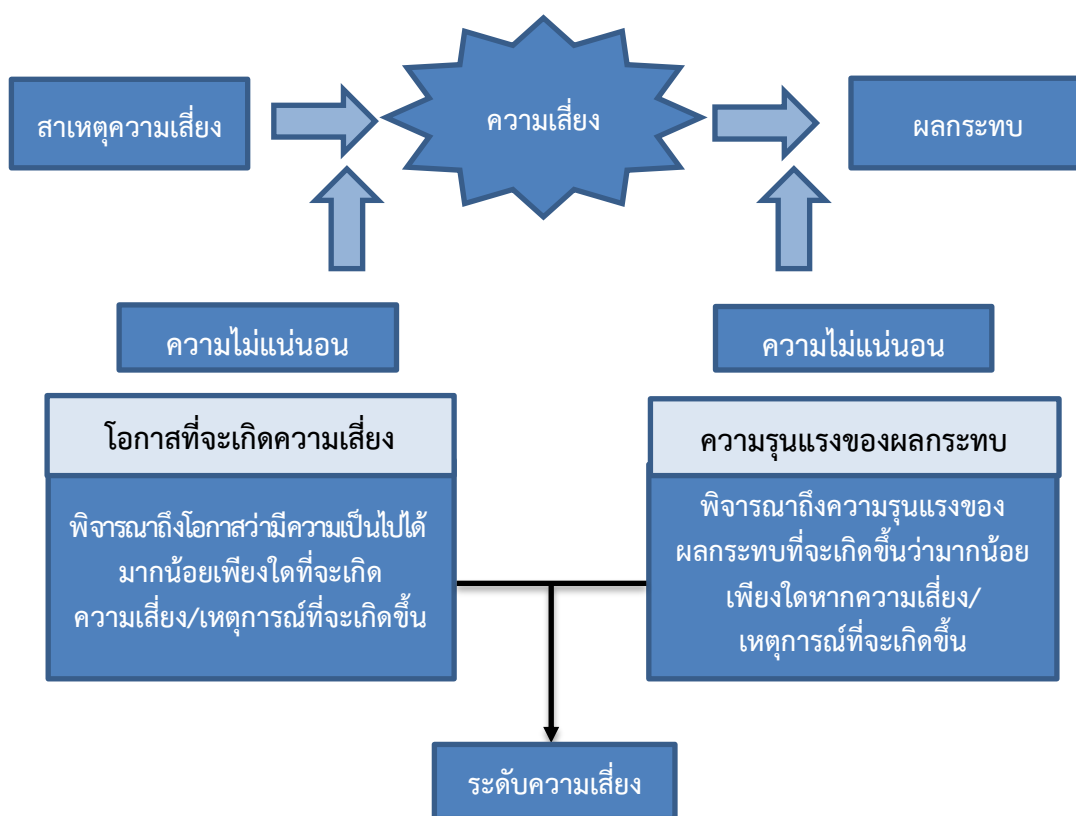 สาเหตุความเสี่ยง
ความเสี่ยง
ผลกระทบ
ความไม่แน่นอน
ความไม่แน่นอน
โอกาสที่จะเกิดความเสี่ยง
พิจารณาถึงโอกาสว่ามีความเป็นไปได้
มากน้อยเพียงใดที่จะเกิด
ความเสี่ยง/เหตุการณ์ที่จะเกิดขึ้น
ความรุนแรงของผลกระทบ
พิจารณาถึงความรุนแรงของ
ผลกระทบที่จะเกิดขึ้นว่ามากน้อย
เพียงใดหากความเสี่ยง/
เหตุการณ์ที่จะเกิดขึ้น
ระดับความเสี่ยง